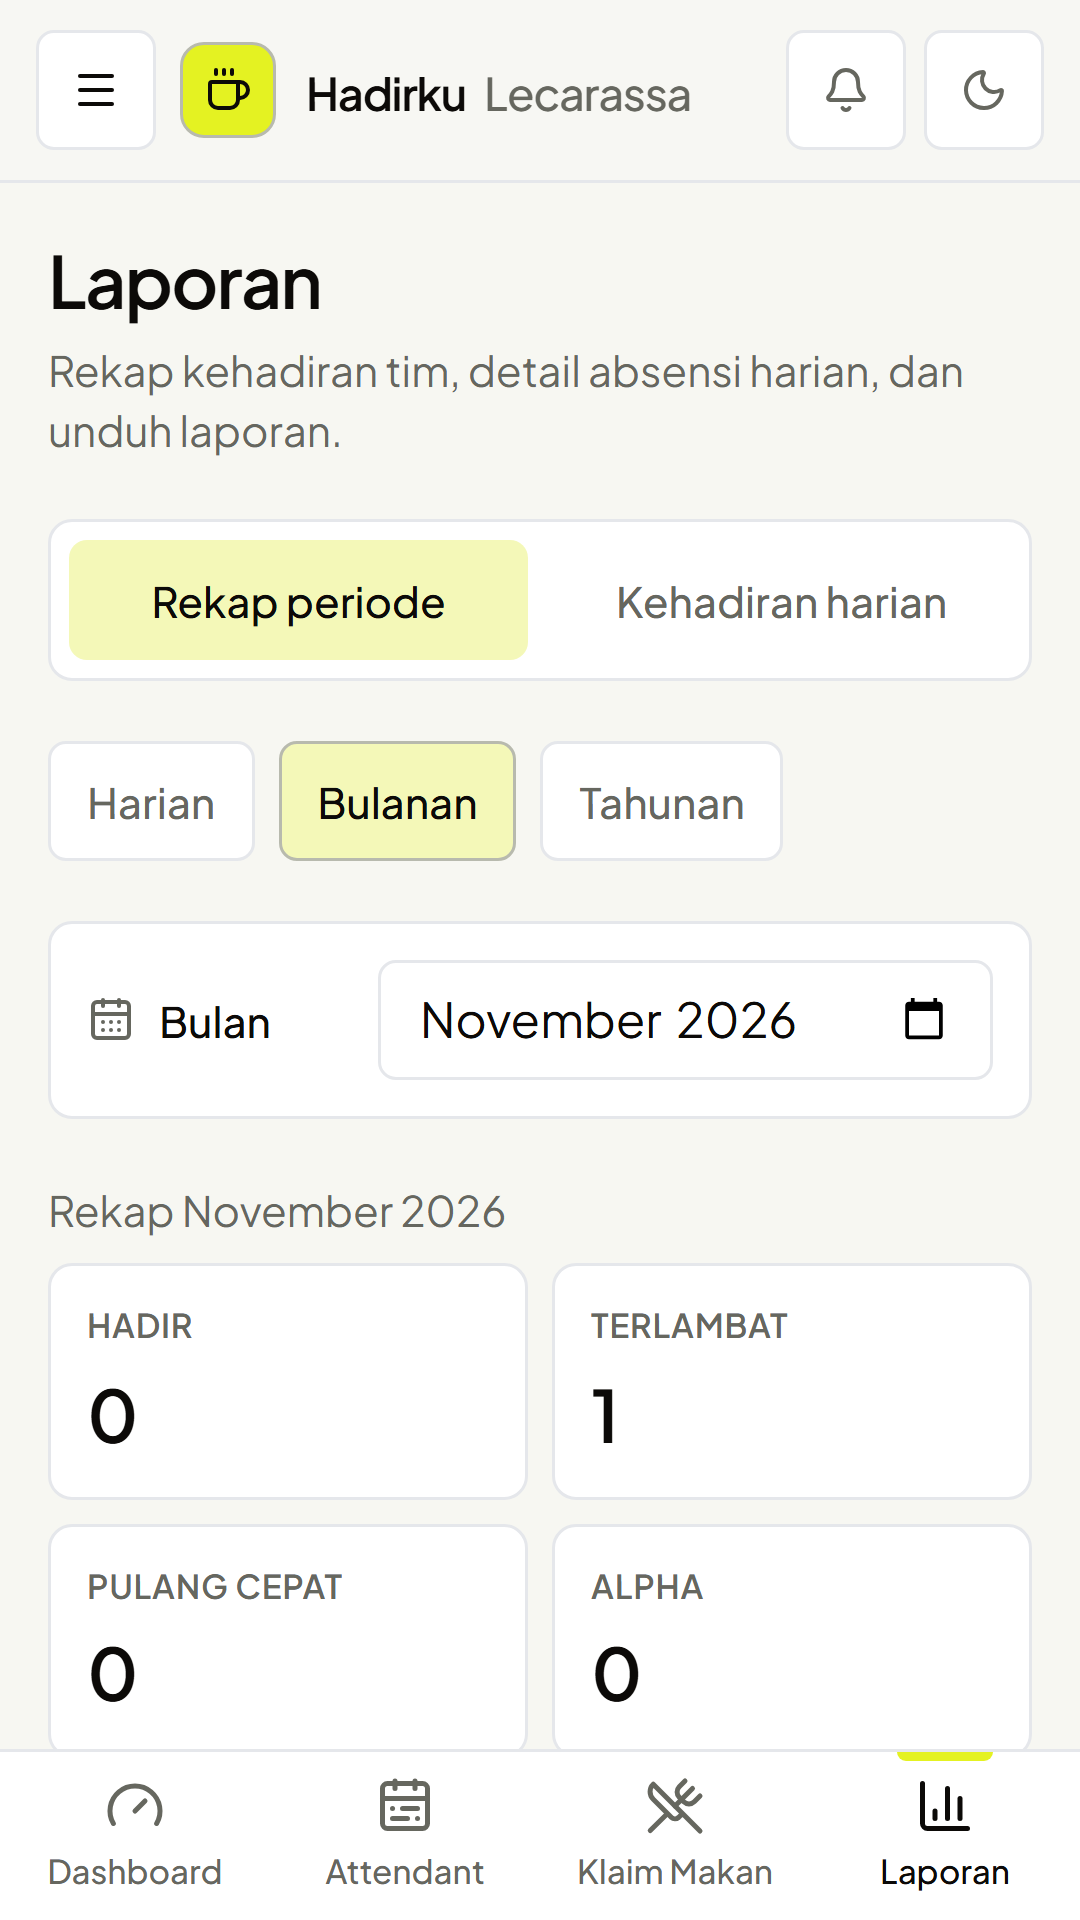 Hadirku Lecarassa
Laporan
Rekap kehadiran tim, detail absensi harian, dan
unduh laporan.
Rekap periode
Kehadiran harian
Harian
Bulanan
Tahunan
Bulan
November 2026
Rekap November 2026
HADIR
TERLAMBAT
0
1
PULANG CEPAT
ALPHA
0
0
Dashboard
Attendant
Klaim Makan
Laporan